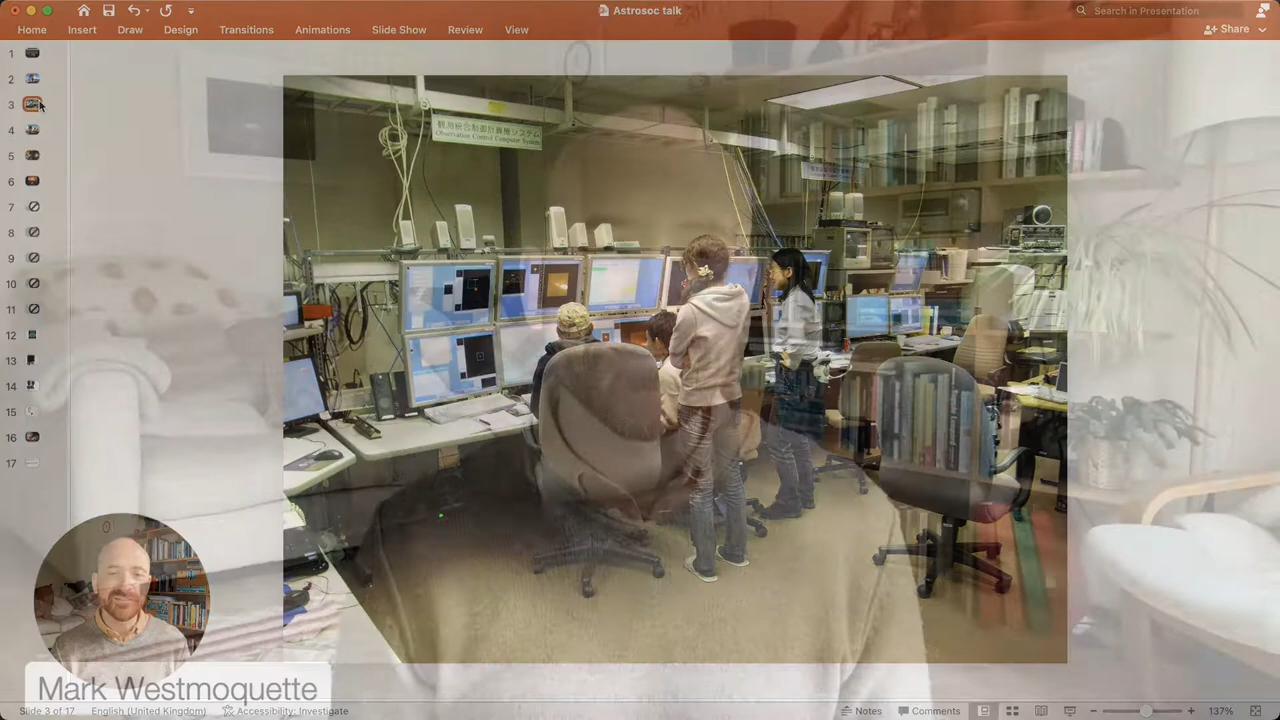 Astrosoc talk
Search in Presentation
Home Insert Draw Design Transitions Animations Slide Show Review View
Share
1
2
3
4
5
6
7
8
9
10
11
12
13
14
15
16
17
観測統合制御計算機システム
Observation Control Computer System
Mark Westmoquette
Slide 3 of 17 English (United Kingdom) Accessibility: Investigate
Notes Comments 137%